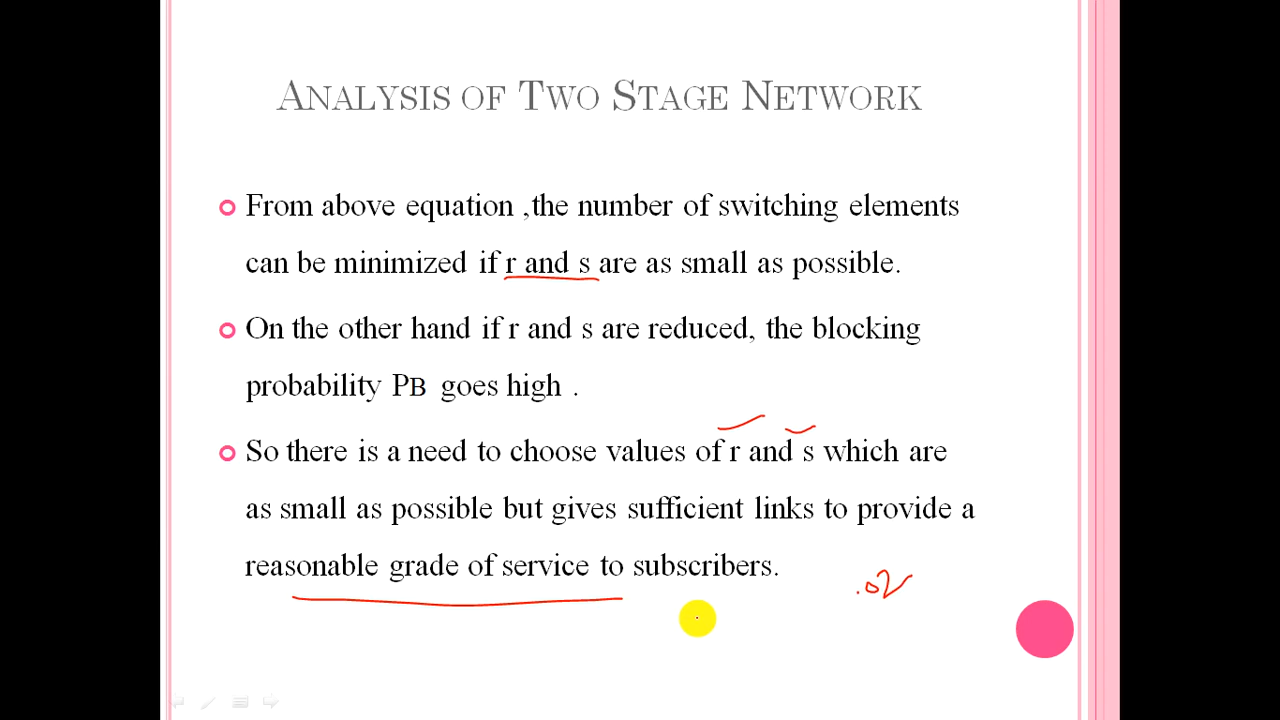 ANALYSIS OF TWO STAGE NETWORK
From above equation ,the number of switching elements
can be minimized if r and s are as small as possible.
On the other hand if r and s are reduced, the blocking
probability PB goes high .
So there is a need to choose values of r and s which are
as small as possible but gives sufficient links to provide a
reasonable grade of service to subscribers.
.02